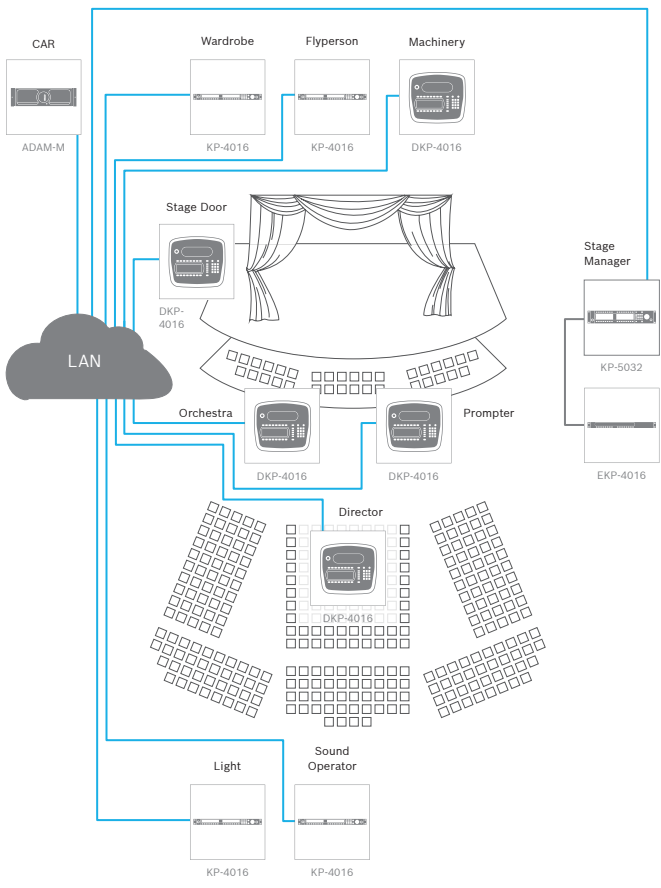 CAR
Wardrobe
Flyperson
Machinery
ADAM-M
KP-4016
KP-4016
DKP-4016
Stage Door
DKP-
4016
Stage
Manager
KP-5032
LAN
Orchestra
Prompter
DKP-4016
DKP-4016
EKP-4016
Director
DKP-4016
Light
Sound
Operator
KP-4016
KP-4016